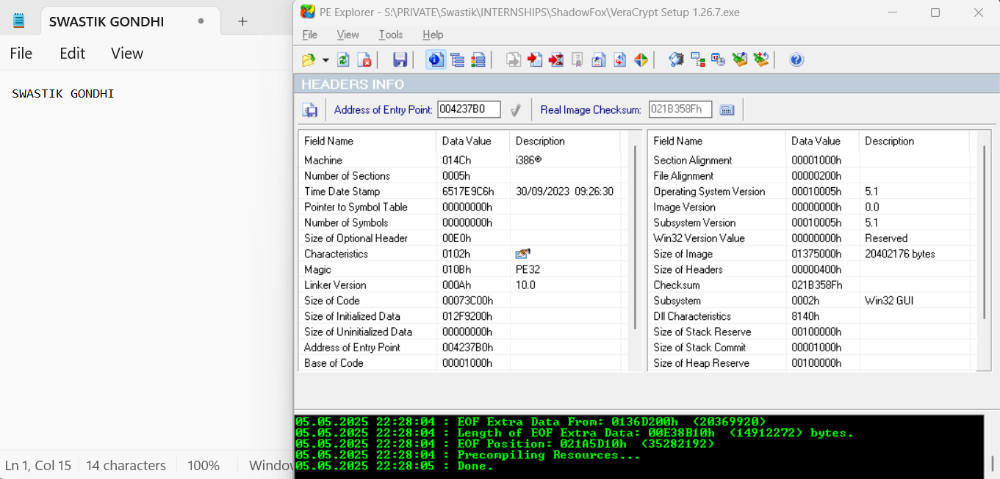 SWASTIK GONDHI
File Edit View
SWASTIK GONDHI
Ln 1, Col 15 14 characters 100% Window
PE Explorer - S:\PRIVATE\Swastik\INTERNSHIPS\ShadowFox\VeraCrypt Setup 1.26.7.exe
File View Tools Help
HEADERS INFO
Address of Entry Point: 004237B0 Real Image Checksum: 021B358Fh
Field Name Data Value Description
Machine 014Ch i386®
Number of Sections 0005h
Time Date Stamp 6517E9C6h 30/09/2023 09:26:30
Pointer to Symbol Table 00000000h
Number of Symbols 00000000h
Size of Optional Header 00E0h
Characteristics 0102h
Magic 010Bh PE32
Linker Version 000Ah 10.0
Size of Code 00073C00h
Size of Initialized Data 012F9200h
Size of Uninitialized Data 00000000h
Address of Entry Point 004237B0h
Base of Code 00001000h
Field Name Data Value Description
Section Alignment 00001000h
File Alignment 00000200h
Operating System Version 00010005h 5.1
Image Version 00000000h 0.0
Subsystem Version 00010005h 5.1
Win32 Version Value 00000000h Reserved
Size of Image 01375000h 20402176 bytes
Size of Headers 00000400h
Checksum 021B358Fh
Subsystem 0002h Win32 GUI
Dll Characteristics 8140h
Size of Stack Reserve 00100000h
Size of Stack Commit 00001000h
Size of Heap Reserve 00100000h
05.05.2025 22:28:04 : EOF Extra Data From: 0136D200h (20369920)
05.05.2025 22:28:04 : Length of EOF Extra Data: 00E38B10h (14912272) bytes.
05.05.2025 22:28:04 : EOF Position: 021A5D10h (35282192)
05.05.2025 22:28:04 : Precompiling Resources...
05.05.2025 22:28:05 : Done.